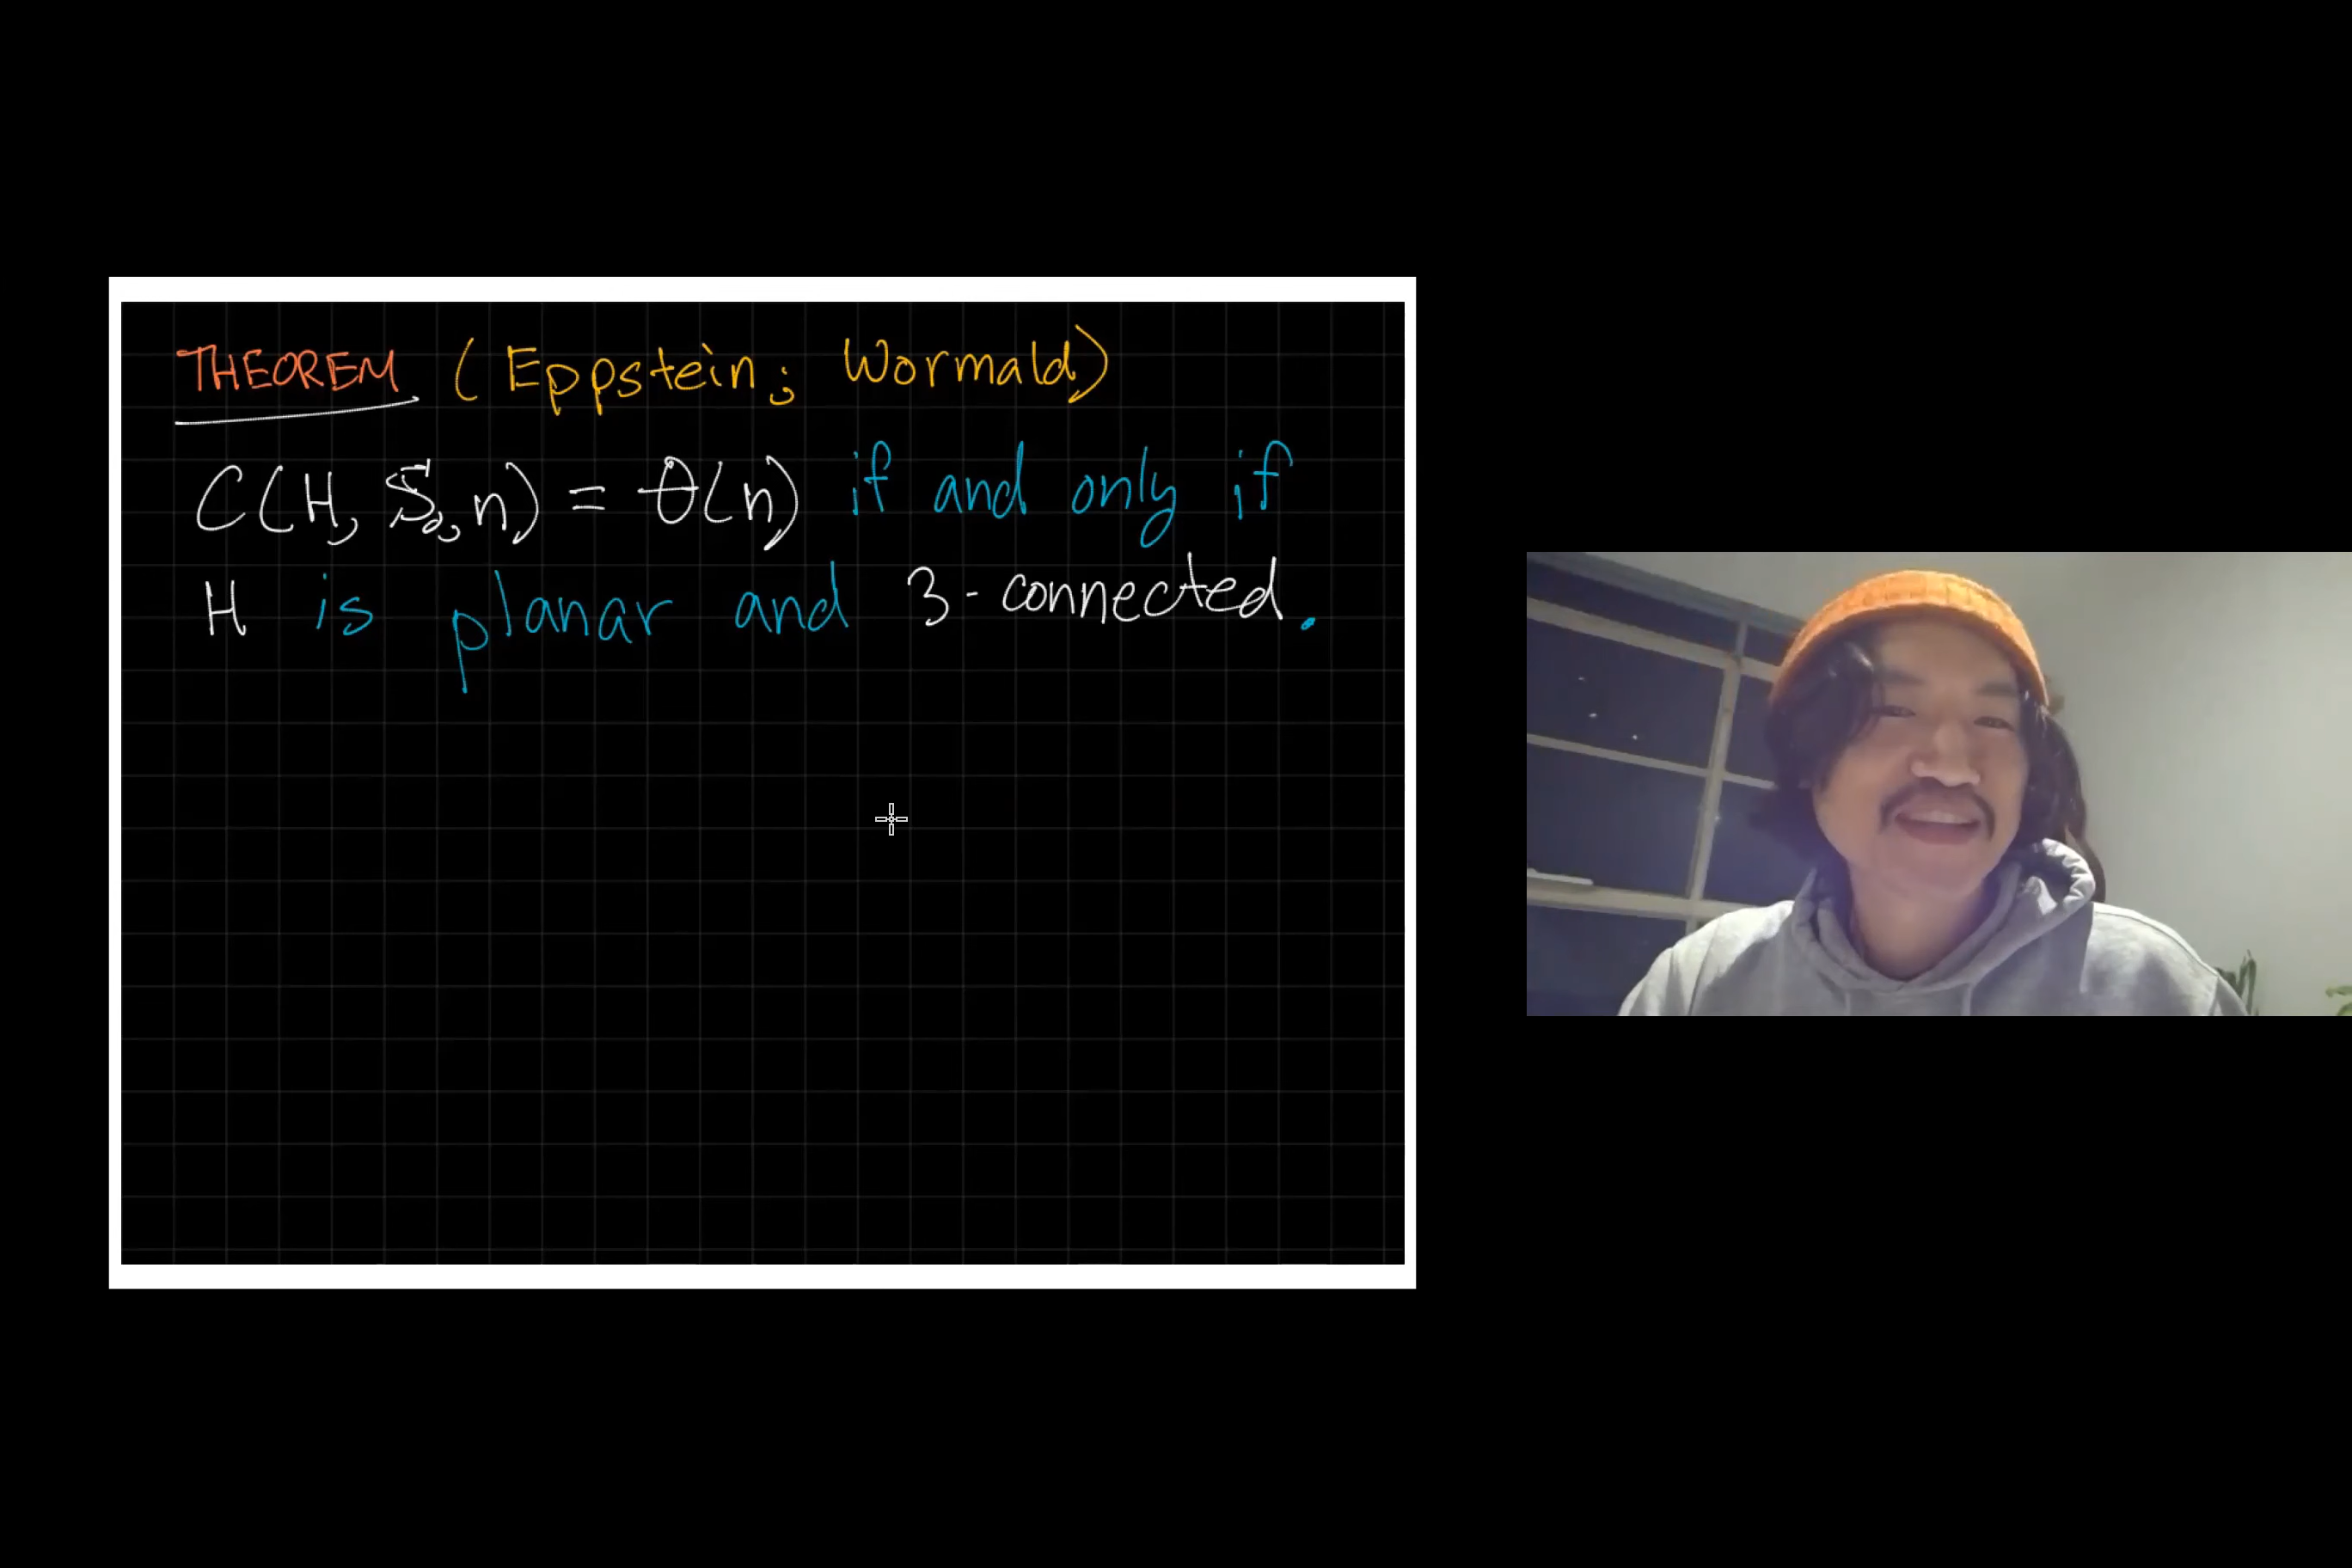 THEOREM (Eppstein; Wormald)
C(H, S₀, n) = Θ(n) if and only if
H is planar and 3-connected.